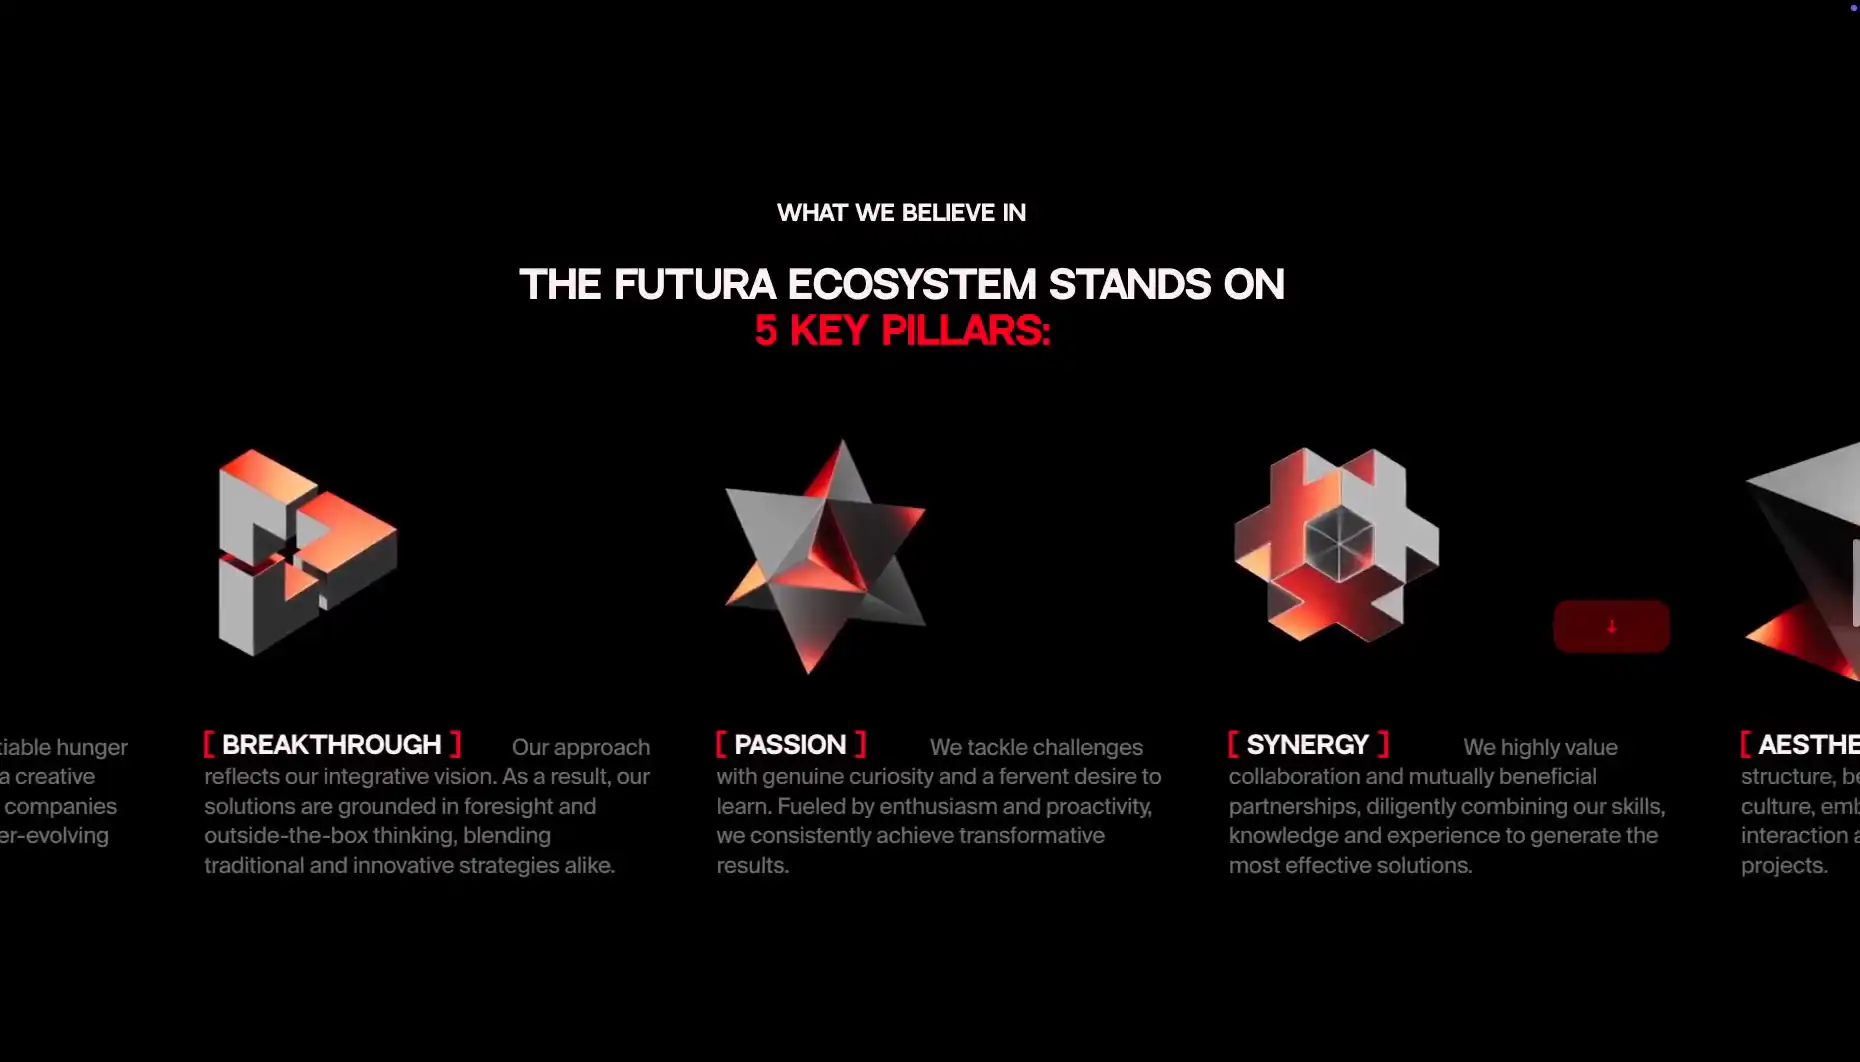 WHAT WE BELIEVE IN
THE FUTURA ECOSYSTEM STANDS ON
5 KEY PILLARS:
tiable hunger
a creative
companies
er-evolving
[ BREAKTHROUGH ] Our approach
reflects our integrative vision. As a result, our
solutions are grounded in foresight and
outside-the-box thinking, blending
traditional and innovative strategies alike.
[ PASSION ] We tackle challenges
with genuine curiosity and a fervent desire to
learn. Fueled by enthusiasm and proactivity,
we consistently achieve transformative
results.
[ SYNERGY ] We highly value
collaboration and mutually beneficial
partnerships, diligently combining our skills,
knowledge and experience to generate the
most effective solutions.
↓
[ AESTHE
structure, be
culture, emb
interaction a
projects.